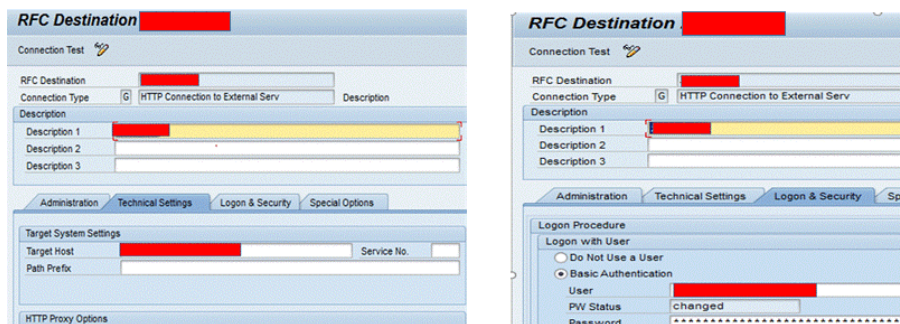 RFC Destination
Connection Test
RFC Destination
Connection Type G HTTP Connection to External Serv Description
Description
Description 1
Description 2
Description 3
Administration Technical Settings Logon & Security Special Options
Target System Settings
Target Host Service No.
Path Prefix
HTTP Proxy Options
RFC Destination
Connection Test
RFC Destination
Connection Type G HTTP Connection to External Serv
Description
Description 1
Description 2
Description 3
Administration Technical Settings Logon & Security Sp
Logon Procedure
Logon with User
Do Not Use a User
Basic Authentication
User
PW Status changed
Password ************************************